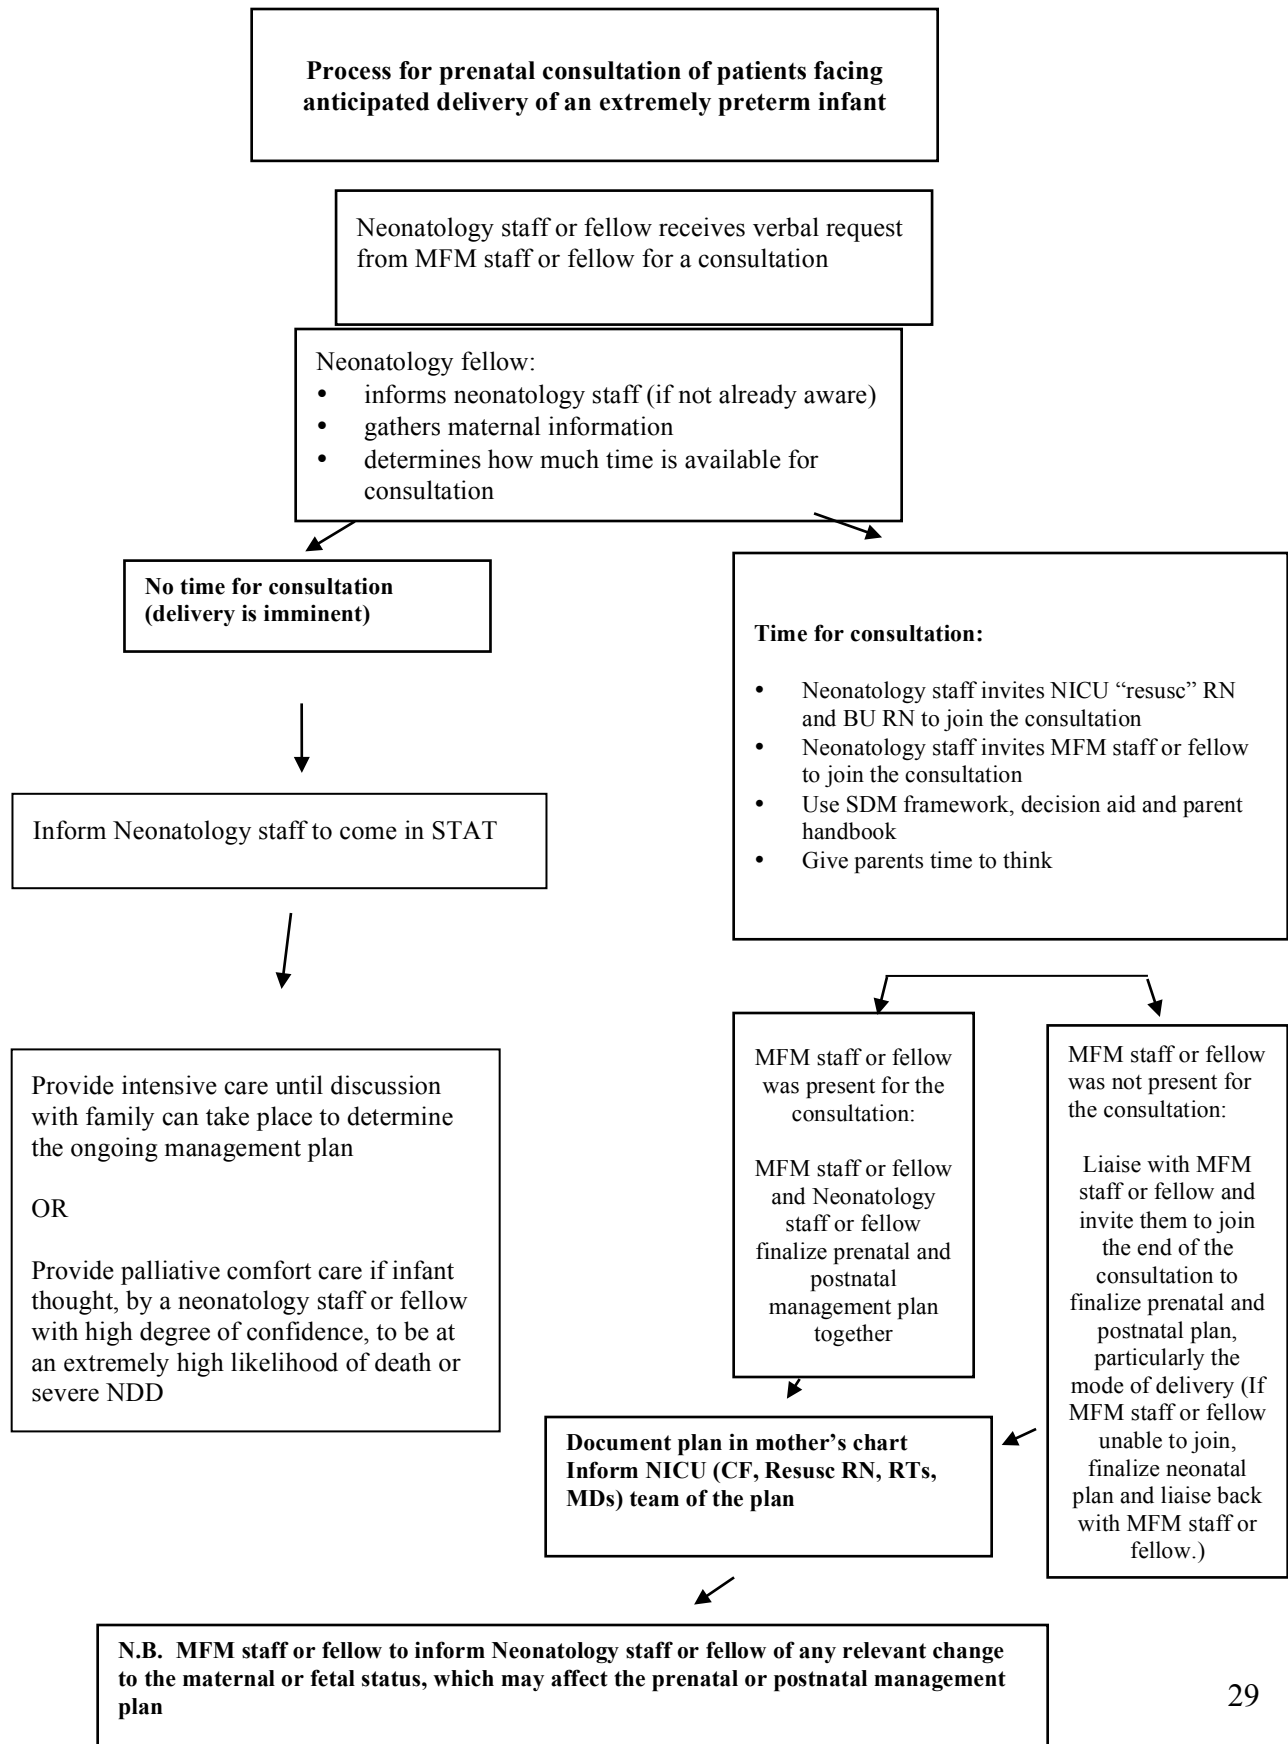 Process for prenatal consultation of patients facing
anticipated delivery of an extremely preterm infant
Neonatology staff or fellow receives verbal request
from MFM staff or fellow for a consultation
Neonatology fellow:
• informs neonatology staff (if not already aware)
• gathers maternal information
• determines how much time is available for
consultation
No time for consultation
(delivery is imminent)
Inform Neonatology staff to come in STAT
Provide intensive care until discussion
with family can take place to determine
the ongoing management plan
OR
Provide palliative comfort care if infant
thought, by a neonatology staff or fellow
with high degree of confidence, to be at
an extremely high likelihood of death or
severe NDD
Time for consultation:
• Neonatology staff invites NICU “resusc” RN
and BU RN to join the consultation
• Neonatology staff invites MFM staff or fellow
to join the consultation
• Use SDM framework, decision aid and parent
handbook
• Give parents time to think
MFM staff or fellow
was present for the
consultation:
MFM staff or fellow
and Neonatology
staff or fellow
finalize prenatal and
postnatal
management plan
together
MFM staff or fellow
was not present for
the consultation:
Liaise with MFM
staff or fellow and
invite them to join
the end of the
consultation to
finalize prenatal and
postnatal plan,
particularly the
mode of delivery (If
MFM staff or fellow
unable to join,
finalize neonatal
plan and liaise back
with MFM staff or
fellow.)
Document plan in mother’s chart
Inform NICU (CF, Resusc RN, RTs,
MDs) team of the plan
N.B. MFM staff or fellow to inform Neonatology staff or fellow of any relevant change
to the maternal or fetal status, which may affect the prenatal or postnatal management
plan
29